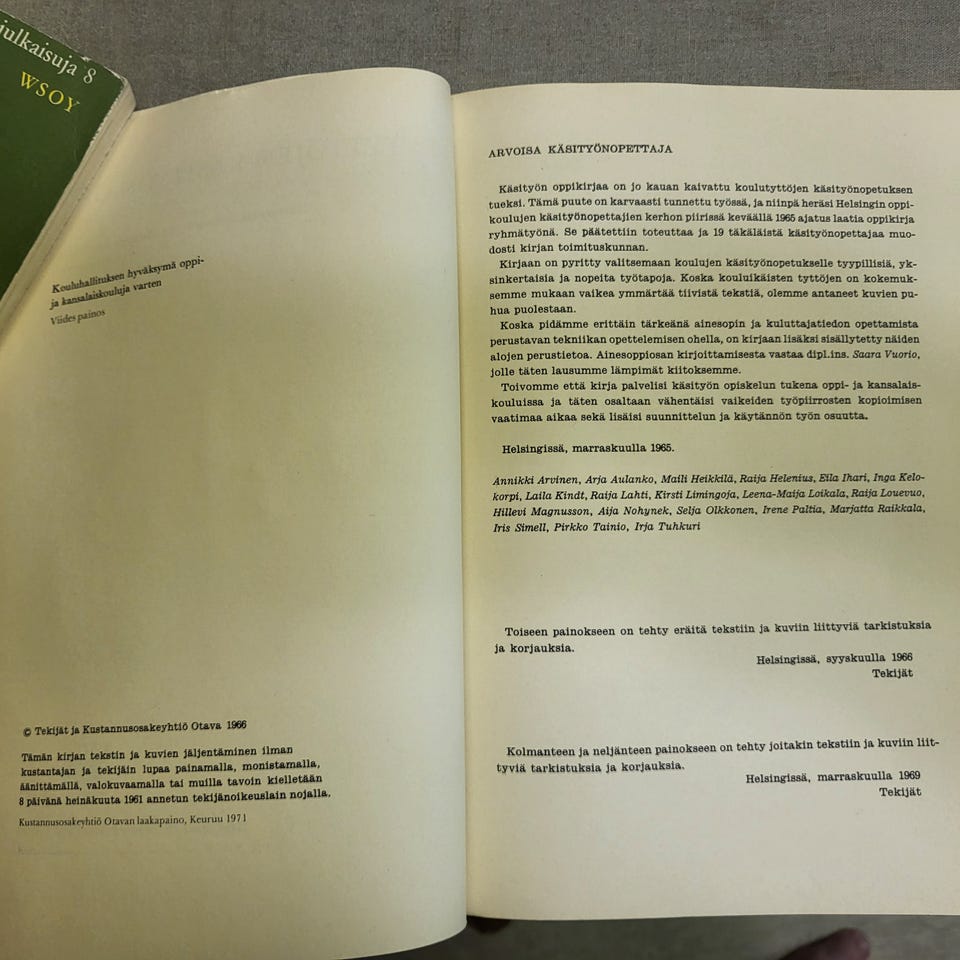 julkaisuja 8
WSOY
Kouluhallituksen hyväksymä oppi-
ja kansalaiskouluja varten
Viides painos
© Tekijät ja Kustannusosakeyhtiö Otava 1966
Tämän kirjan tekstin ja kuvien jäljentäminen ilman
kustantajan ja tekijäin lupaa painamalla, monistamalla,
äänittämällä, valokuvaamalla tai muilla tavoin kielletään
8 päivänä heinäkuuta 1961 annetun tekijänoikeuslain nojalla.
Kustannusosakeyhtiö Otavan laakapaino, Keuruu 1971
ARVOISA KÄSITYÖNOPETTAJA
Käsityön oppikirjaa on jo kauan kaivattu koulutyttöjen käsityönopetuksen
tueksi. Tämä puute on karvaasti tunnettu työssä, ja niinpä heräsi Helsingin oppi-
koulujen käsityönopettajien kerhon piirissä keväällä 1965 ajatus laatia oppikirja
ryhmätyönä. Se päätettiin toteuttaa ja 19 täkäläistä käsityönopettajaa muo-
dosti kirjan toimituskunnan.
Kirjaan on pyritty valitsemaan koulujen käsityönopetukselle tyypillisiä, yk-
sinkertaisia ja nopeita työtapoja. Koska kouluikäisten tyttöjen on kokemuk-
semme mukaan vaikea ymmärtää tiivistä tekstiä, olemme antaneet kuvien pu-
hua puolestaan.
Koska pidämme erittäin tärkeänä ainesopin ja kuluttajatiedon opettamista
perustavan tekniikan opettelemisen ohella, on kirjaan lisäksi sisällytetty näiden
alojen perustietoa. Ainesoppiosan kirjoittamisesta vastaa dipl.ins. Saara Vuorio,
jolle täten lausumme lämpimät kiitoksemme.
Toivomme että kirja palvelisi käsityön opiskelun tukena oppi- ja kansalais-
kouluissa ja täten osaltaan vähentäisi vaikeiden työpiirrosten kopioimisen
vaatimaa aikaa sekä lisäisi suunnittelun ja käytännön työn osuutta.
Helsingissä, marraskuulla 1965.
Annikki Arvinen, Arja Aulanko, Maili Heikkilä, Raija Helenius, Eila Ihari, Inga Kelo-
korpi, Laila Kindt, Raija Lahti, Kirsti Limingoja, Leena-Maija Loikala, Raija Louevuo,
Hillevi Magnusson, Aija Nohynek, Selja Olkkonen, Irene Paltia, Marjatta Raikkala,
Iris Simell, Pirkko Tainio, Irja Tuhkuri
Toiseen painokseen on tehty eräitä tekstiin ja kuviin liittyviä tarkistuksia
ja korjauksia.
Helsingissä, syyskuulla 1966
Tekijät
Kolmanteen ja neljänteen painokseen on tehty joitakin tekstiin ja kuviin liit-
tyviä tarkistuksia ja korjauksia.
Helsingissä, marraskuulla 1969
Tekijät